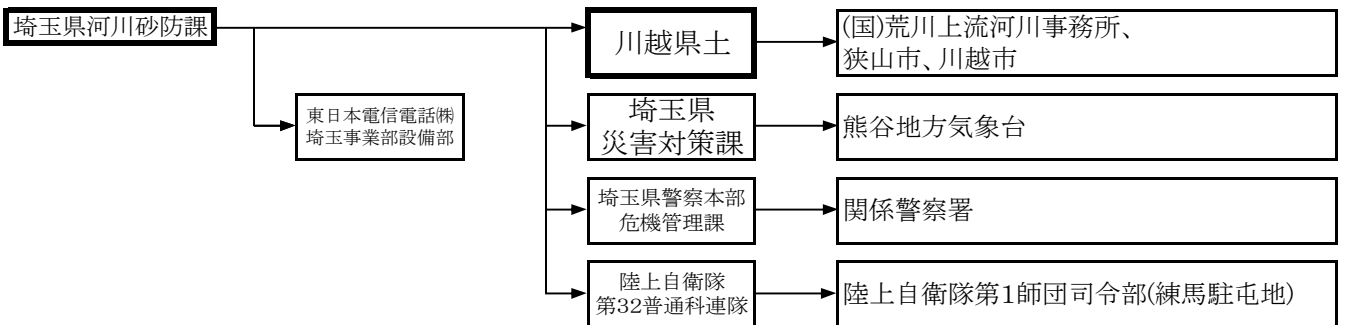 埼玉県河川砂防課
川越県土
(国)荒川上流河川事務所、
狭山市、川越市
東日本電信電話㈱
埼玉事業部設備部
埼玉県
災害対策課
熊谷地方気象台
埼玉県警察本部
危機管理課
関係警察署
陸上自衛隊
第32普通科連隊
陸上自衛隊第1師団司令部(練馬駐屯地)